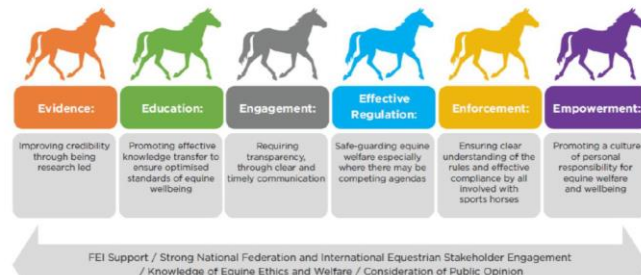 Evidence:
Education:
Engagement:
Effective
Regulation:
Enforcement:
Empowerment:
Improving credibility
through being
research led
Promoting effective
knowledge transfer to
ensure optimised
standards of equine
wellbeing
Requiring
transparency,
through clear and
timely communication
Safe-guarding equine
welfare especially
where there may be
competing agendas
Ensuring clear
understanding of the
rules and effective
compliance by all
involved with
sports horses
Promoting a culture
of personal
responsibility for
equine welfare
and wellbeing
FEI Support / Strong National Federation and International Equestrian Stakeholder Engagement
/ Knowledge of Equine Ethics and Welfare / Consideration of Public Opinion